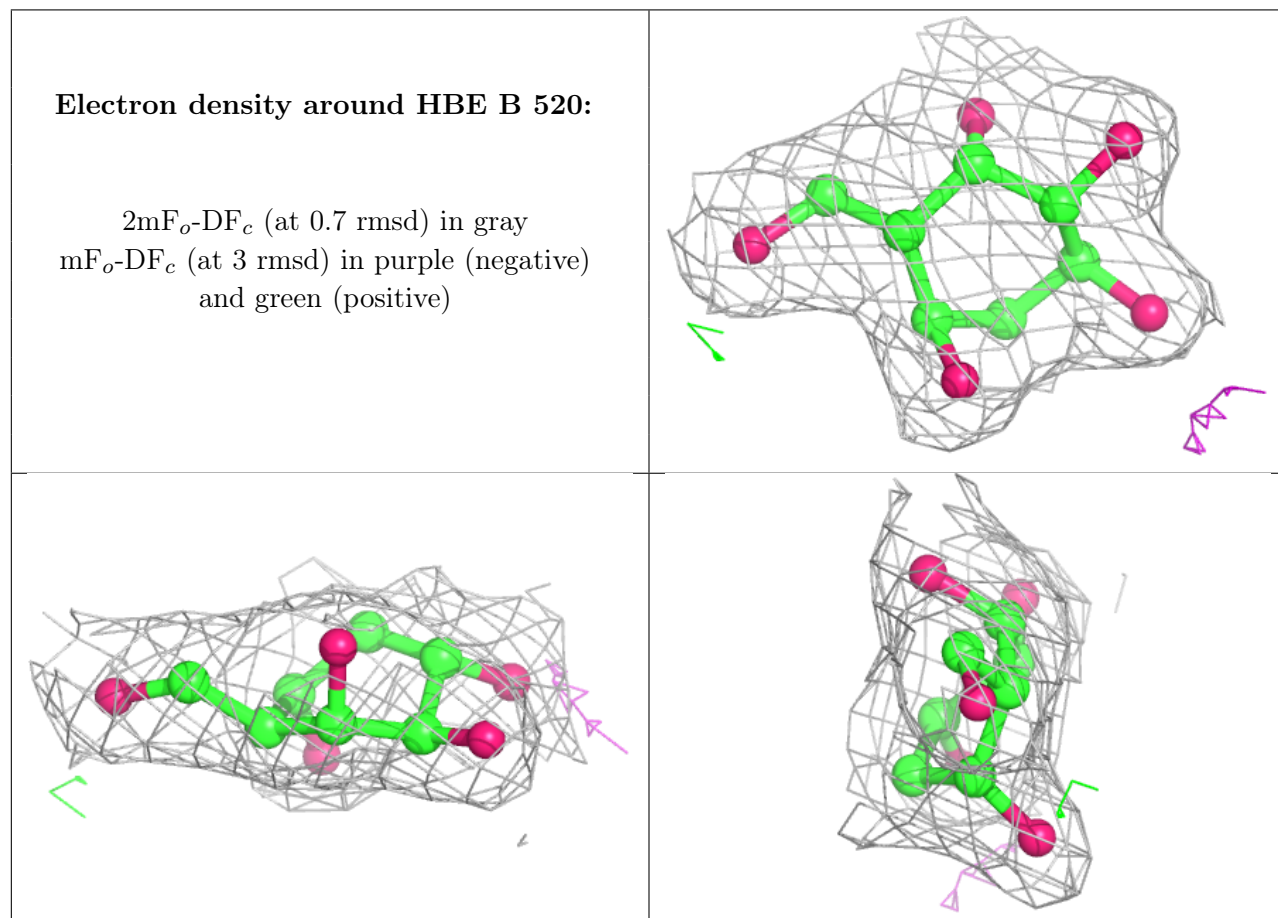 Electron density around HBE B 520:
2mFo-DFc (at 0.7 rmsd) in gray
mFo-DFc (at 3 rmsd) in purple (negative)
and green (positive)